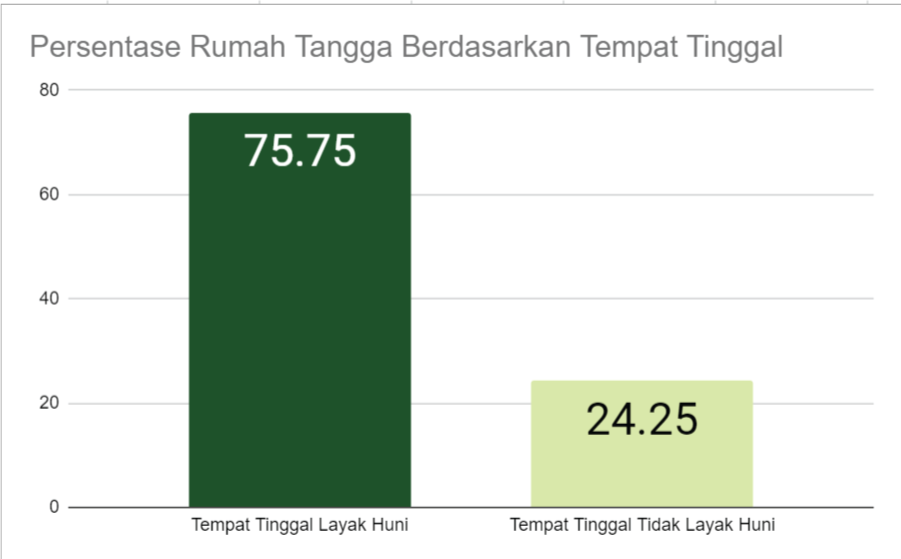 Persentase Rumah Tangga Berdasarkan Tempat Tinggal
80
75.75
60
40
20
24.25
0
Tempat Tinggal Layak Huni
Tempat Tinggal Tidak Layak Huni